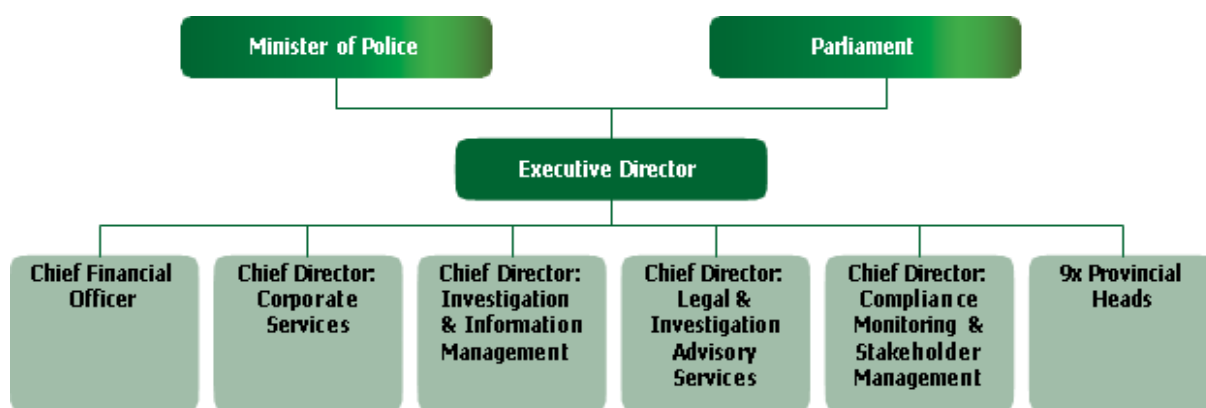 Minister of Police
Parliament
Executive Director
Chief Financial
Officer
Chief Director:
Corporate
Services
Chief Director:
Investigation
& Information
Management
Chief Director:
Legal &
Investigation
Advisory
Services
Chief Director:
Compliance
Monitoring &
Stakeholder
Management
9x Provincial
Heads